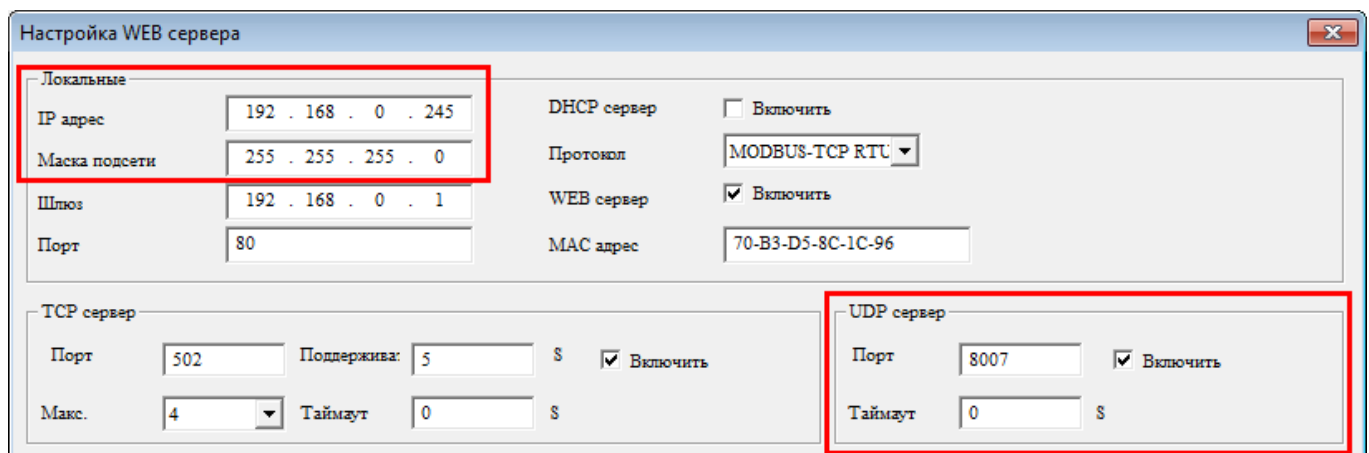 Настройка WEB сервера
Локальные
IP адрес 192 . 168 . 0 . 245 DHCP сервер Включить
Маска подсети 255 . 255 . 255 . 0 Протокол MODBUS-TCP RTU
Шлюз 192 . 168 . 0 . 1 WEB сервер Включить
Порт 80 MAC адрес 70-B3-D5-8C-1C-96
TCP сервер UDP сервер
Порт 502 Поддержива: 5 S Включить Порт 8007 Включить
Макс. 4 Таймаут 0 S Таймаут 0 S